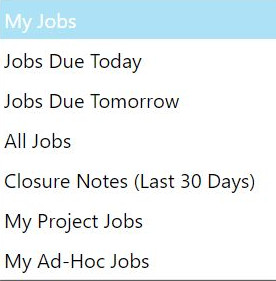 My Jobs
Jobs Due Today
Jobs Due Tomorrow
All Jobs
Closure Notes (Last 30 Days)
My Project Jobs
My Ad-Hoc Jobs